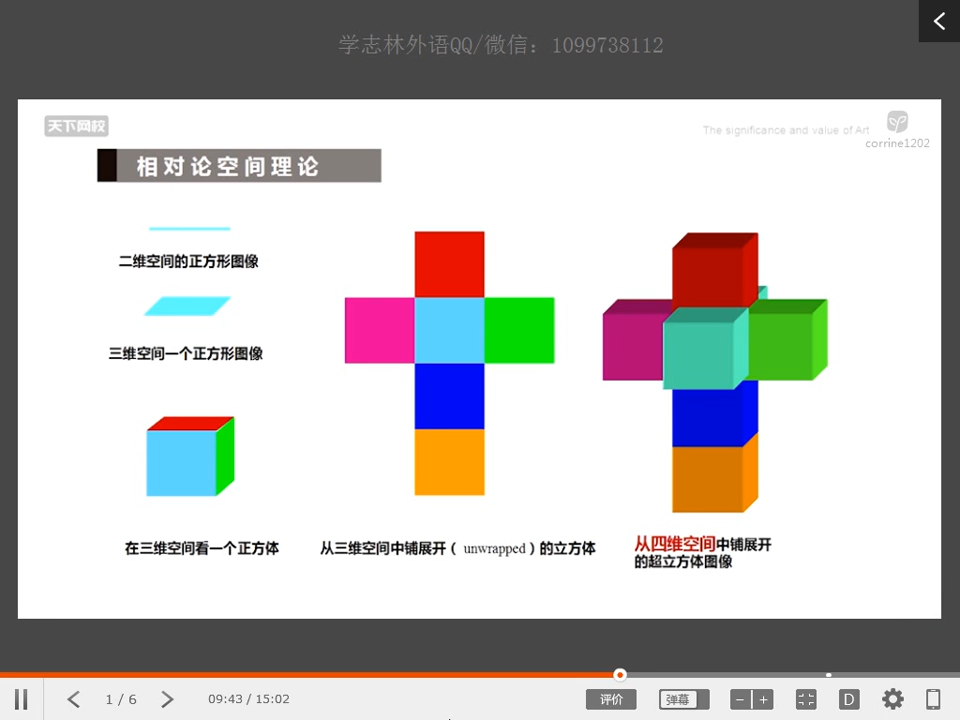 学志林外语QQ/微信：1099738112
天下网校
The significance and value of Art
corrine1202
相对论空间理论
二维空间的正方形图像
三维空间一个正方形图像
在三维空间看一个正方体
从三维空间中铺展开（ unwrapped ）的立方体
从四维空间中铺展开
的超立方体图像
1 / 6
09:43 / 15:02
评价
弹幕
D